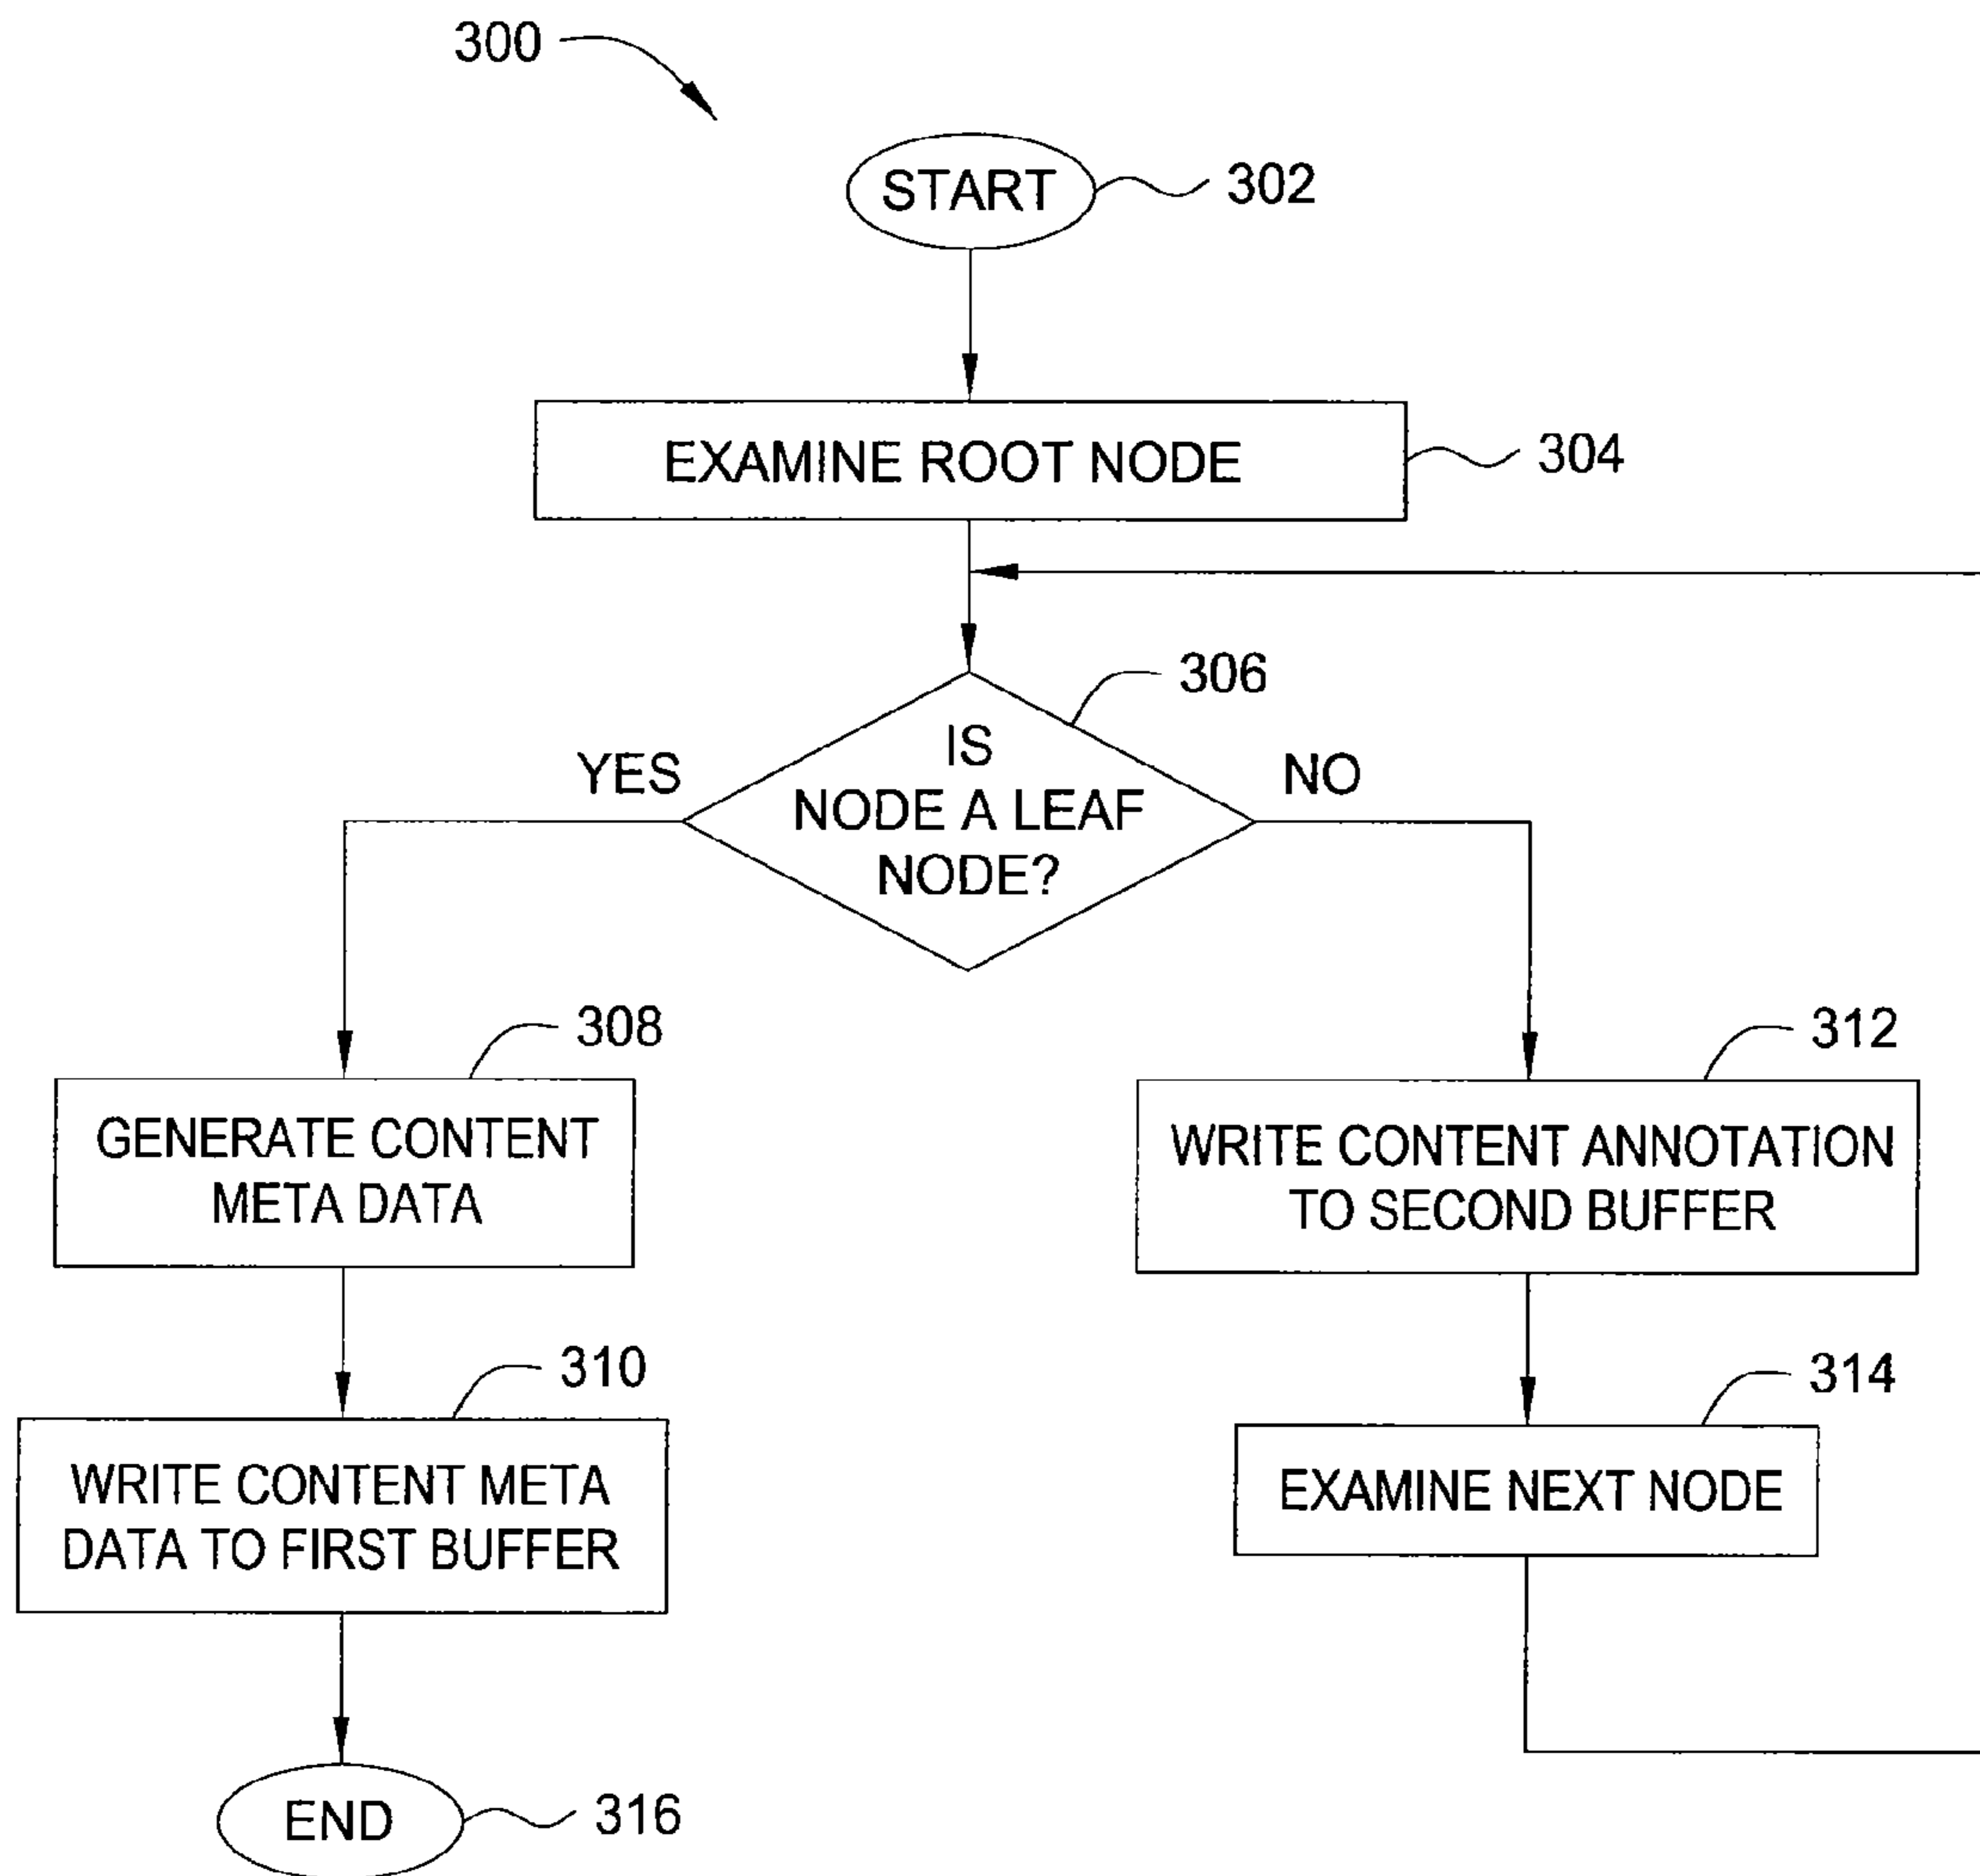 300
START
302
EXAMINE ROOT NODE
304
306
IS
NODE A LEAF
NODE?
YES
NO
308
GENERATE CONTENT
META DATA
312
WRITE CONTENT ANNOTATION
TO SECOND BUFFER
310
WRITE CONTENT META
DATA TO FIRST BUFFER
314
EXAMINE NEXT NODE
END
316